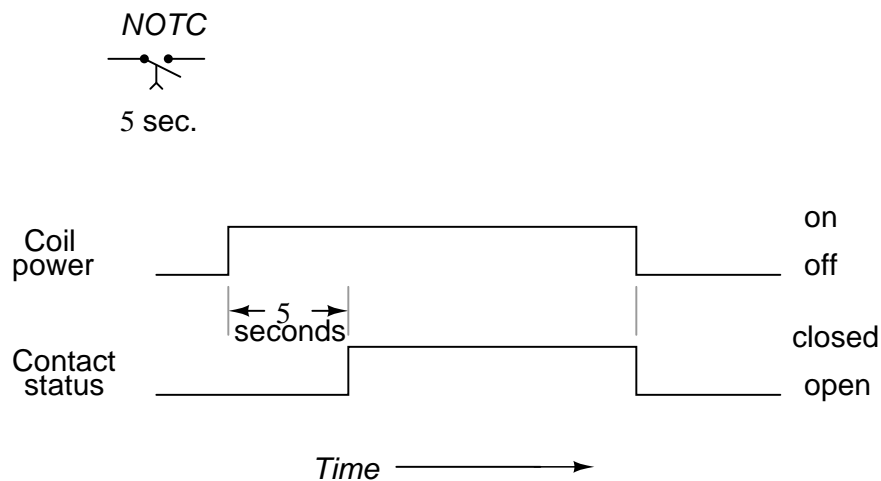 NOTC
5 sec.
on
Coil
power
off
5
seconds
closed
Contact
status
open
Time